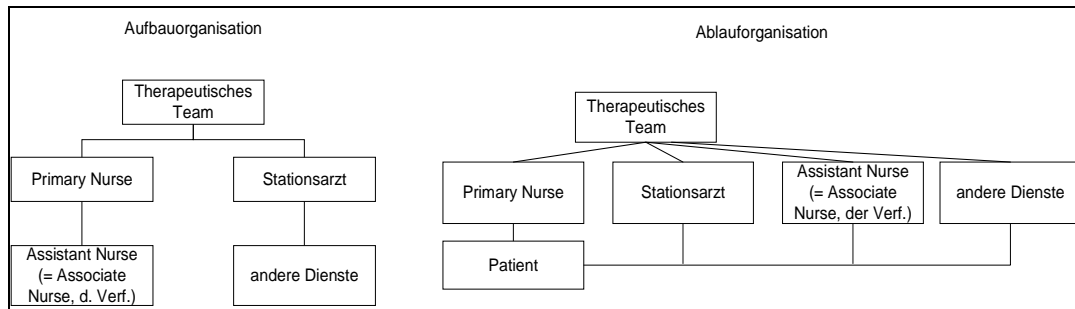 Aufbauorganisation
Therapeutisches
Team
Primary Nurse
Stationsarzt
Assistant Nurse
(= Associate
Nurse, d. Verf.)
andere Dienste
Ablauforganisation
Therapeutisches
Team
Primary Nurse
Stationsarzt
Assistant Nurse
(= Associate
Nurse, der Verf.)
andere Dienste
Patient